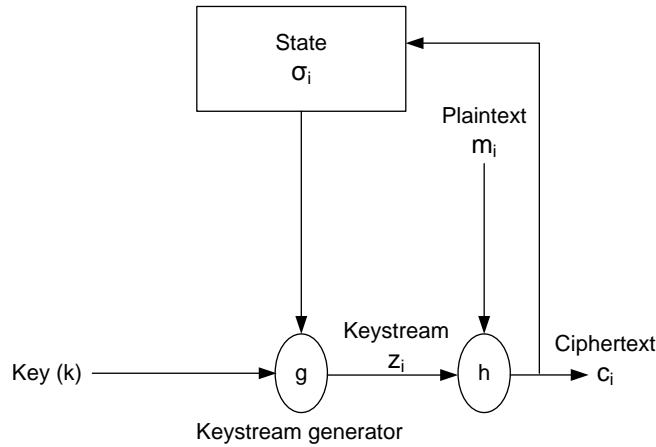 State
σi
Plaintext
mi
Keystream
zi
Ciphertext
ci
Key (k)
g
h
Keystream generator